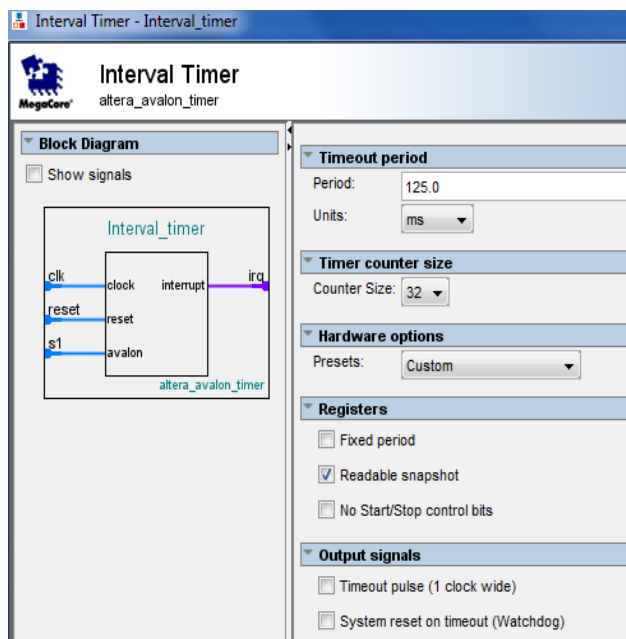 Interval Timer - Interval_timer
MegaCore'
Interval Timer
altera_avalon_timer
Block Diagram
Show signals
Interval_timer
clk
clock
interrupt
irq
reset
reset
s1
avalon
altera_avalon_timer
Timeout period
Period:
125.0
Units:
ms
Timer counter size
Counter Size:
32
Hardware options
Presets:
Custom
Registers
Fixed period
Readable snapshot
No Start/Stop control bits
Output signals
Timeout pulse (1 clock wide)
System reset on timeout (Watchdog)